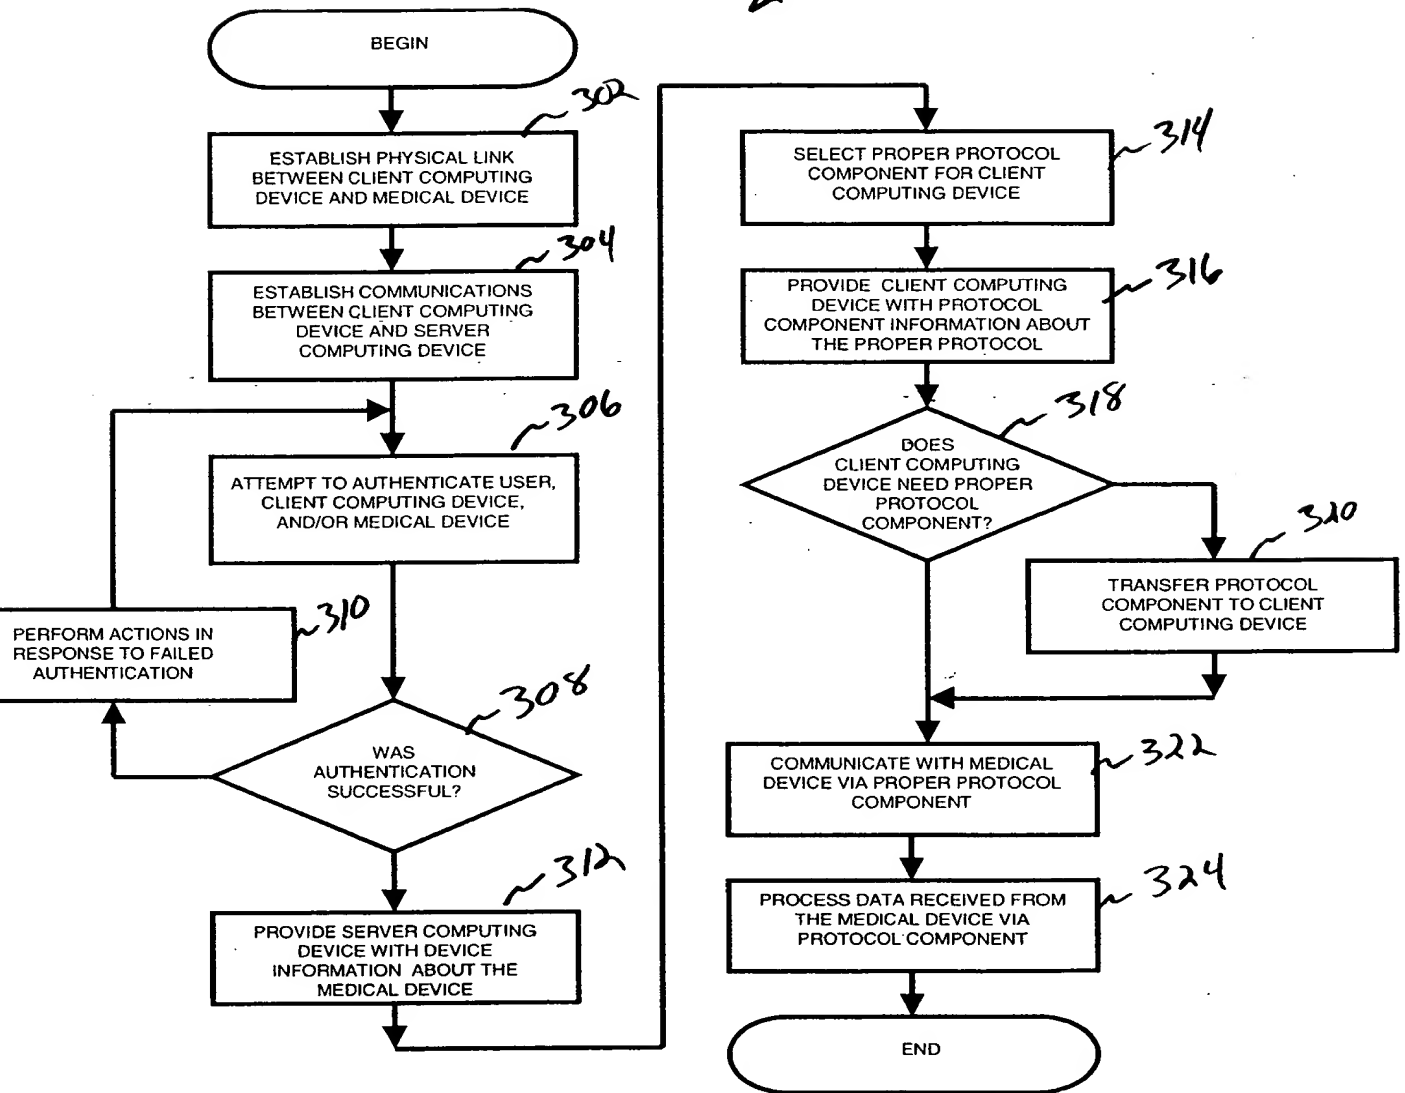 BEGIN
302
ESTABLISH PHYSICAL LINK
BETWEEN CLIENT COMPUTING
DEVICE AND MEDICAL DEVICE
304
ESTABLISH COMMUNICATIONS
BETWEEN CLIENT COMPUTING
DEVICE AND SERVER
COMPUTING DEVICE
306
ATTEMPT TO AUTHENTICATE USER,
CLIENT COMPUTING DEVICE,
AND/OR MEDICAL DEVICE
310
PERFORM ACTIONS IN
RESPONSE TO FAILED
AUTHENTICATION
308
WAS
AUTHENTICATION
SUCCESSFUL?
312
PROVIDE SERVER COMPUTING
DEVICE WITH DEVICE
INFORMATION ABOUT THE
MEDICAL DEVICE
314
SELECT PROPER PROTOCOL
COMPONENT FOR CLIENT
COMPUTING DEVICE
316
PROVIDE CLIENT COMPUTING
DEVICE WITH PROTOCOL
COMPONENT INFORMATION ABOUT
THE PROPER PROTOCOL
318
DOES
CLIENT COMPUTING
DEVICE NEED PROPER
PROTOCOL
COMPONENT?
320
TRANSFER PROTOCOL
COMPONENT TO CLIENT
COMPUTING DEVICE
322
COMMUNICATE WITH MEDICAL
DEVICE VIA PROPER PROTOCOL
COMPONENT
324
PROCESS DATA RECEIVED FROM
THE MEDICAL DEVICE VIA
PROTOCOL COMPONENT
END